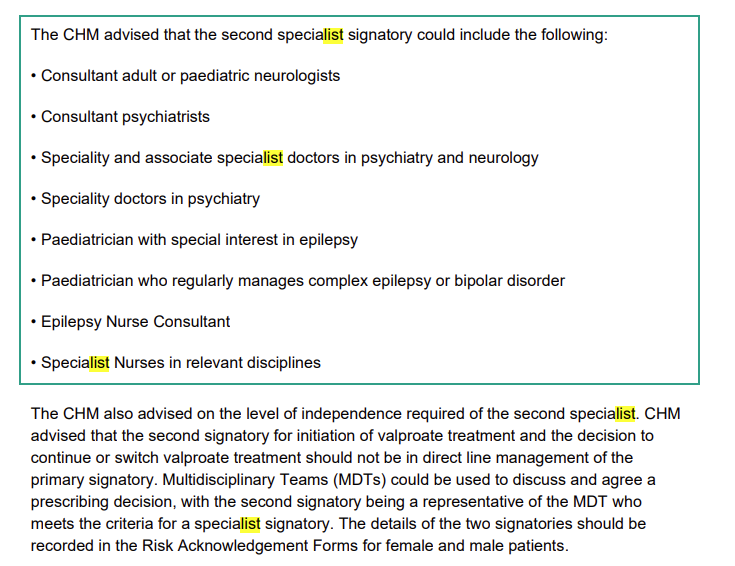 The CHM advised that the second specialist signatory could include the following:
• Consultant adult or paediatric neurologists
• Consultant psychiatrists
• Speciality and associate specialist doctors in psychiatry and neurology
• Speciality doctors in psychiatry
• Paediatrician with special interest in epilepsy
• Paediatrician who regularly manages complex epilepsy or bipolar disorder
• Epilepsy Nurse Consultant
• Specialist Nurses in relevant disciplines
The CHM also advised on the level of independence required of the second specialist. CHM
advised that the second signatory for initiation of valproate treatment and the decision to
continue or switch valproate treatment should not be in direct line management of the
primary signatory. Multidisciplinary Teams (MDTs) could be used to discuss and agree a
prescribing decision, with the second signatory being a representative of the MDT who
meets the criteria for a specialist signatory. The details of the two signatories should be
recorded in the Risk Acknowledgement Forms for female and male patients.